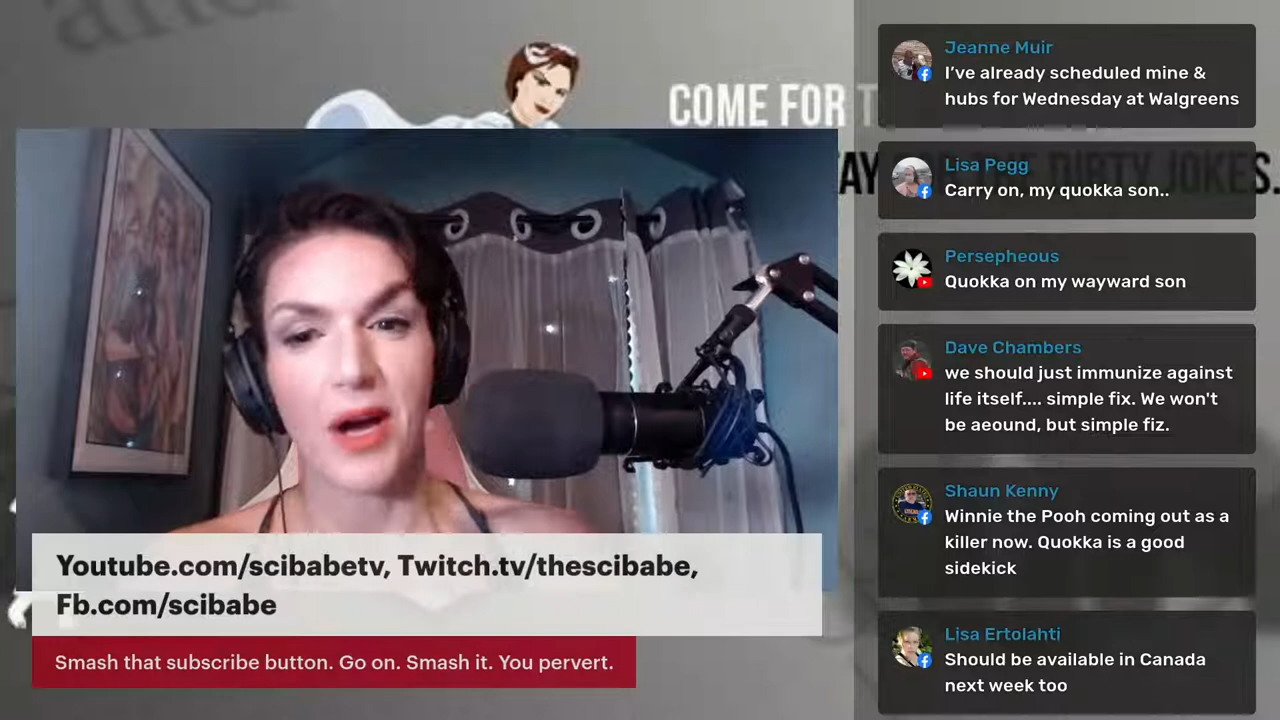 and
COME FOR T
AY
DIRTY JOKES.
Youtube.com/scibabetv, Twitch.tv/thescibabe,
Fb.com/scibabe
Smash that subscribe button. Go on. Smash it. You pervert.
Jeanne Muir
I’ve already scheduled mine &
hubs for Wednesday at Walgreens
Lisa Pegg
Carry on, my quokka son..
Persepheous
Quokka on my wayward son
Dave Chambers
we should just immunize against
life itself.... simple fix. We won't
be aeound, but simple fiz.
Shaun Kenny
Winnie the Pooh coming out as a
killer now. Quokka is a good
sidekick
Lisa Ertolahti
Should be available in Canada
next week too